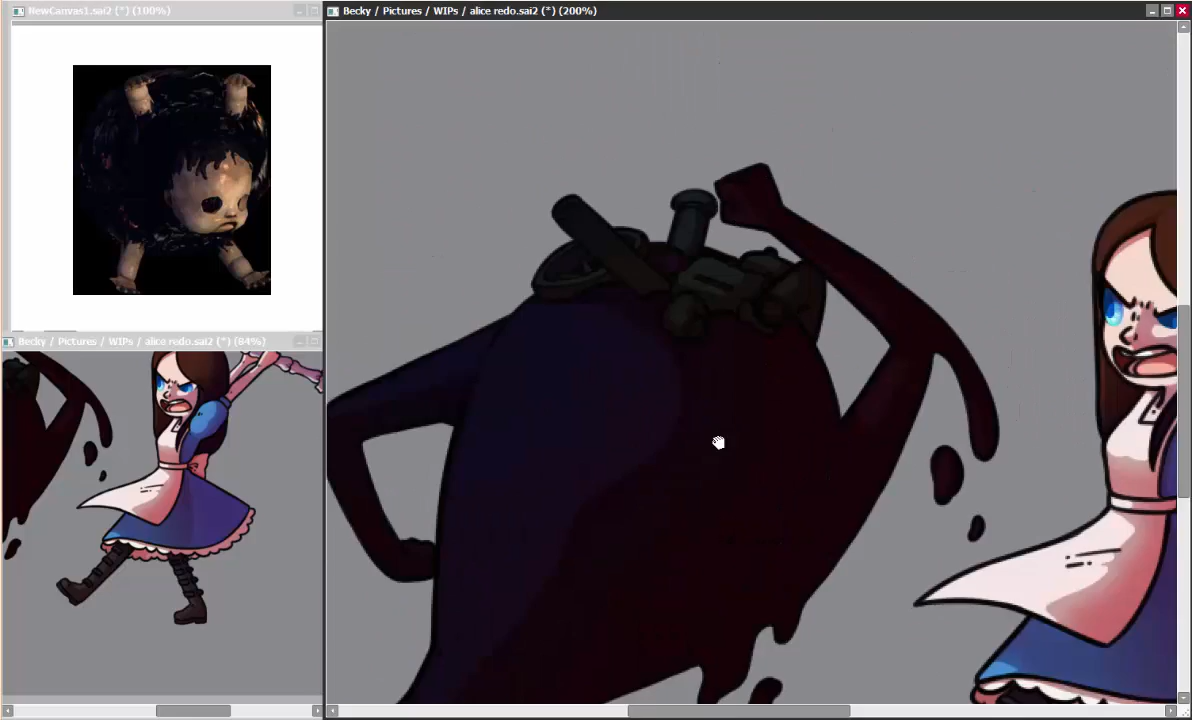 NewCanvas1.sai2 (*) (100%)
Becky / Pictures / WIPs / alice redo.sai2 (*) (200%)
Becky / Pictures / WIPs / alice redo.sai2 (*) (84%)